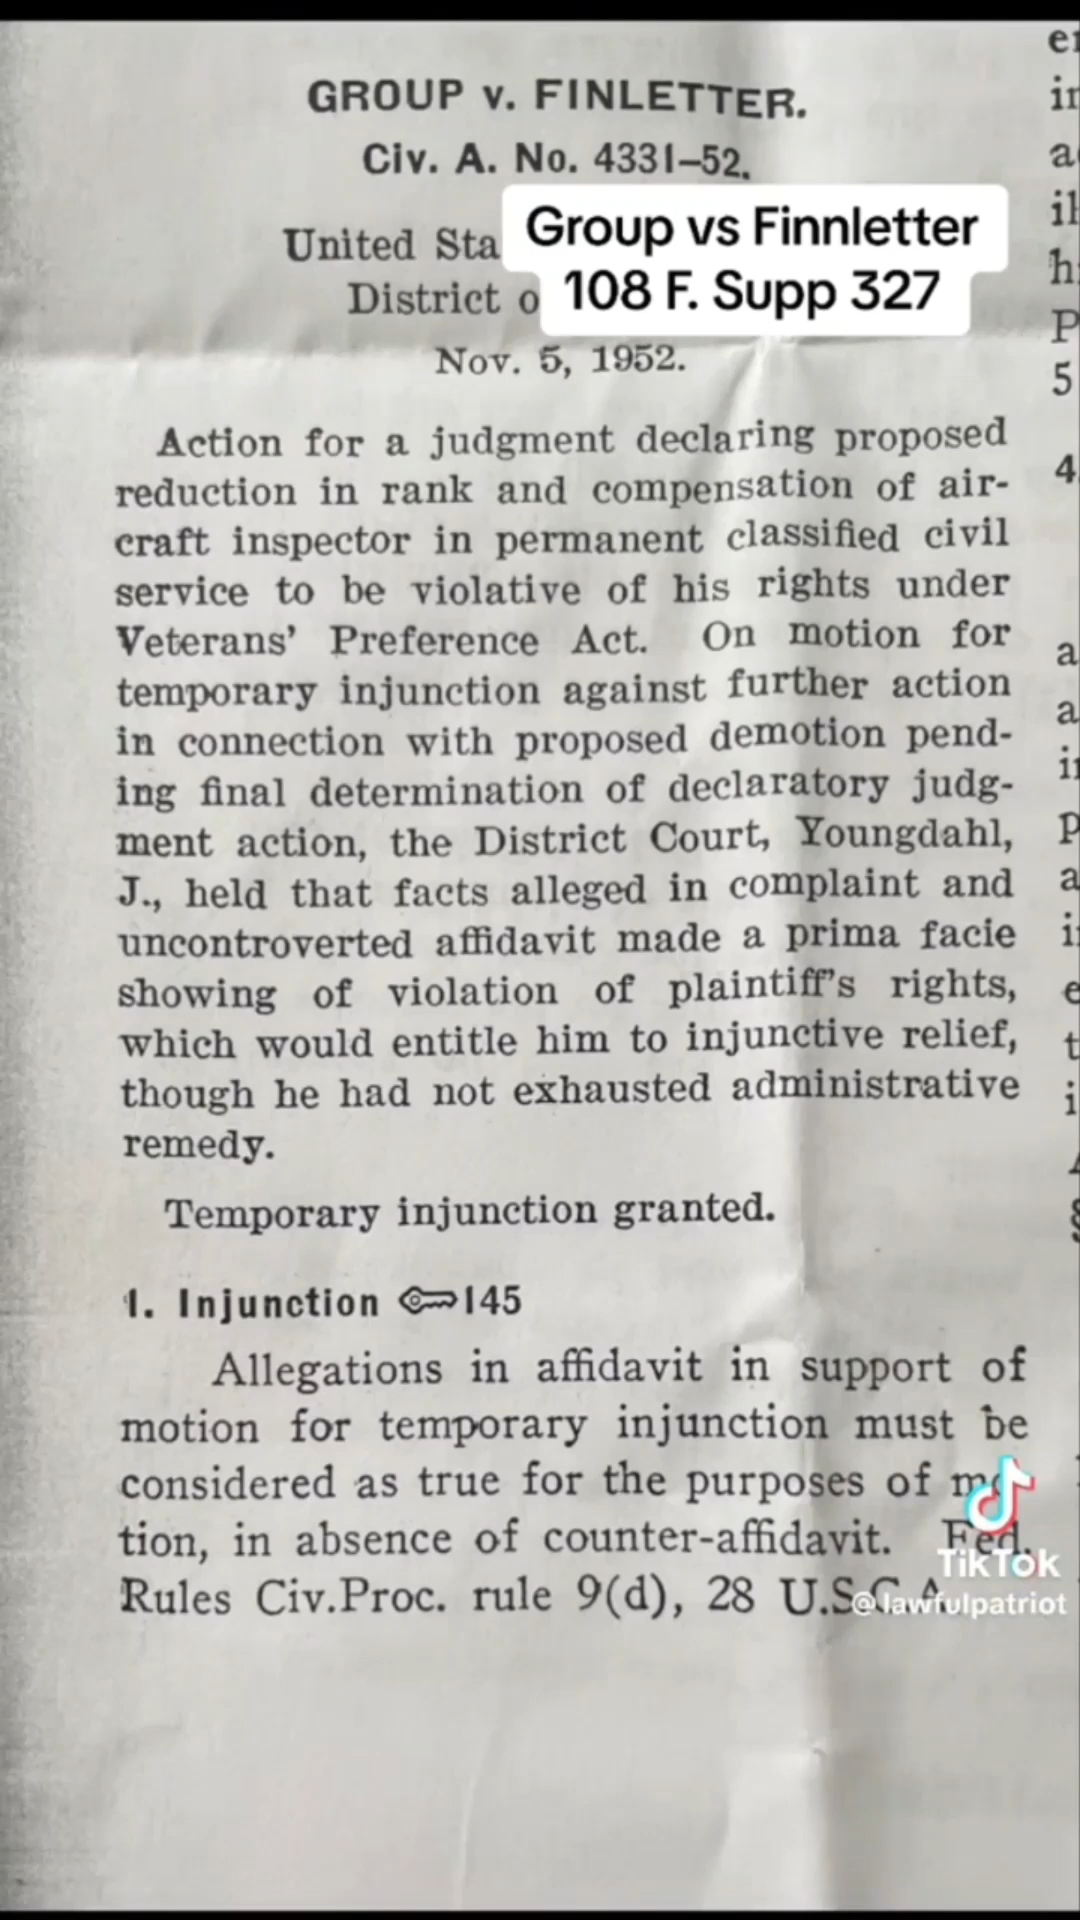 GROUP v. FINLETTER.
Civ. A. No. 4331–52.
Group vs Finnletter
108 F. Supp 327
United Sta
District o
Nov. 5, 1952.
Action for a judgment declaring proposed
reduction in rank and compensation of air-
craft inspector in permanent classified civil
service to be violative of his rights under
Veterans' Preference Act. On motion for
temporary injunction against further action
in connection with proposed demotion pend-
ing final determination of declaratory judg-
ment action, the District Court, Youngdahl,
J., held that facts alleged in complaint and
uncontroverted affidavit made a prima facie
showing of violation of plaintiff's rights,
which would entitle him to injunctive relief,
though he had not exhausted administrative
remedy.
Temporary injunction granted.
1. Injunction 145
Allegations in affidavit in support of
motion for temporary injunction must be
considered as true for the purposes of mo-
tion, in absence of counter-affidavit. Fed.
Rules Civ.Proc. rule 9(d), 28 U.S.C.A.
TikTok
@lawfulpatriot